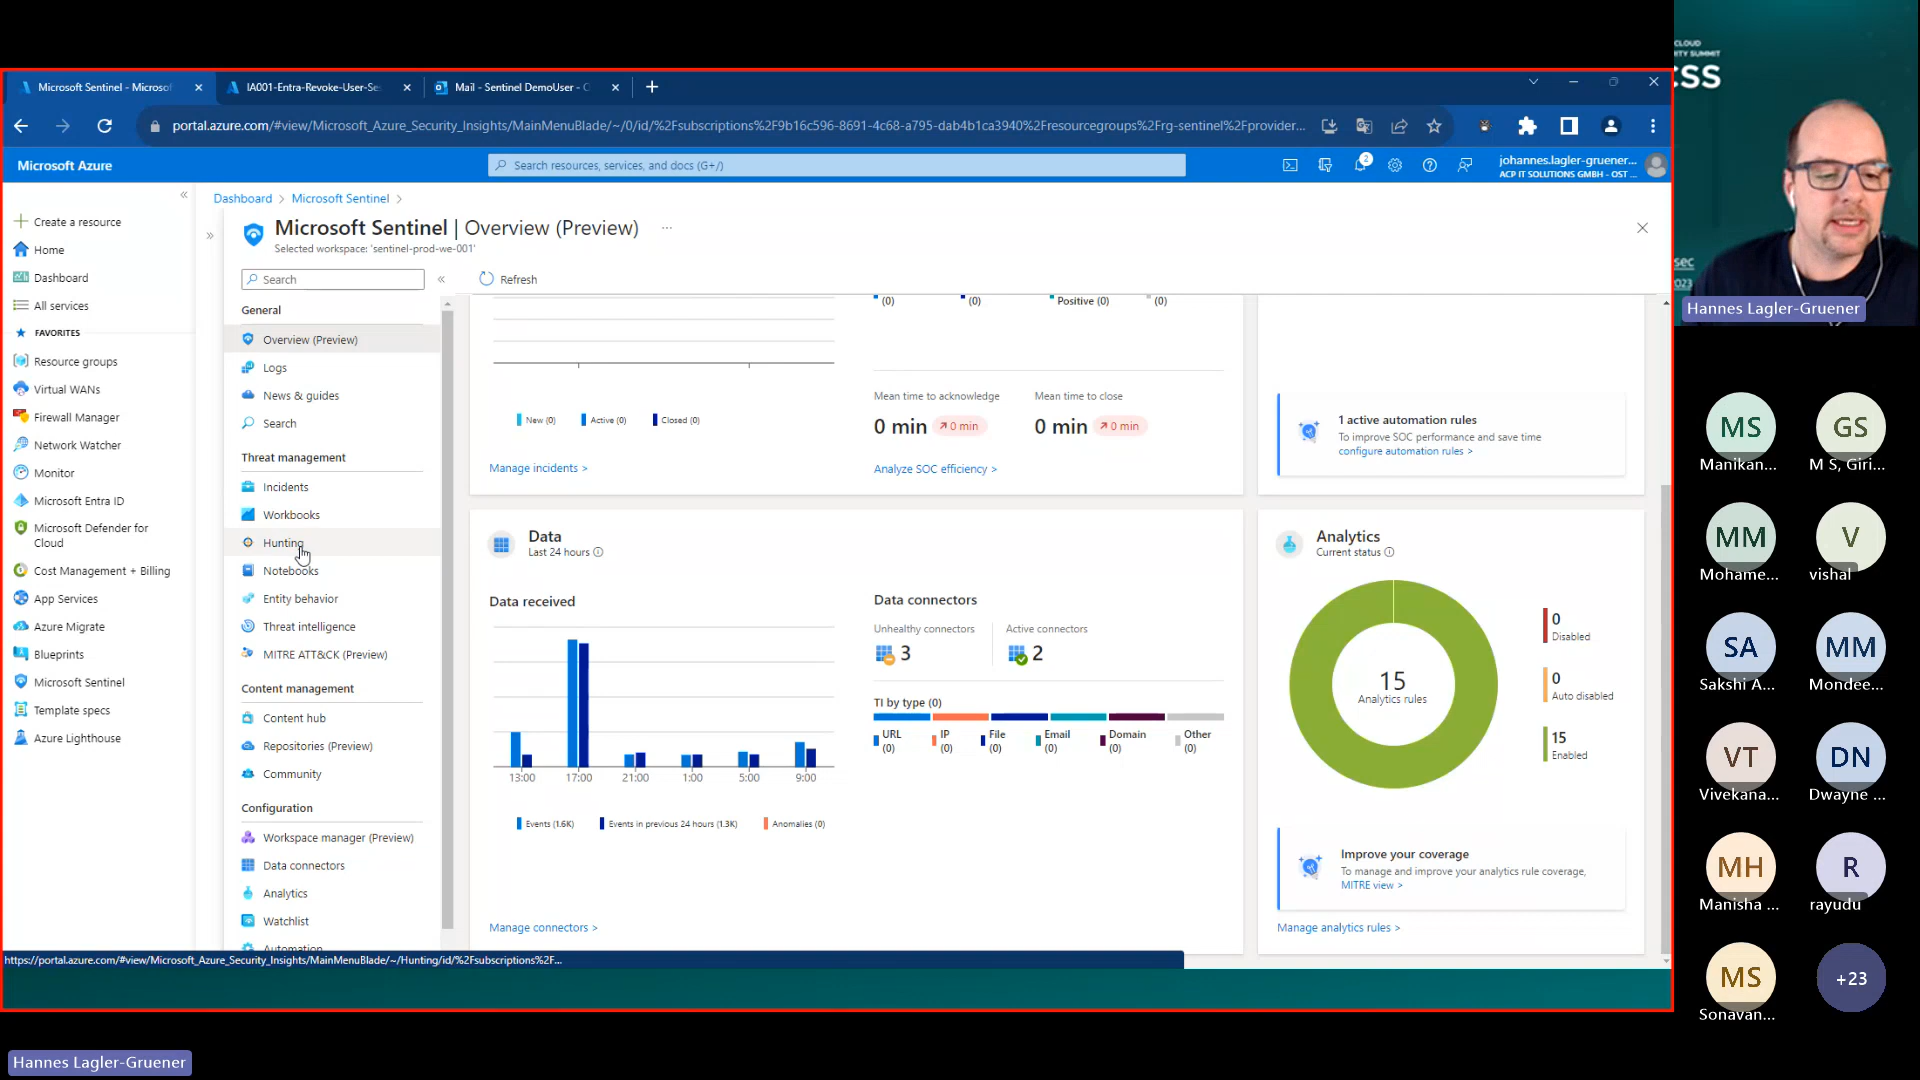 Microsoft Sentinel - Microsof
IA001-Entra-Revoke-User-Se
Mail - Sentinel DemoUser - O
portal.azure.com/#view/Microsoft_Azure_Security_Insights/MainMenuBlade/~/0/id/%2Fsubscriptions%2F9b16c596-8691-4c68-a795-dab4b1ca3940%2Fresourcegroups%2Frg-sentinel%2Fprovider...
Microsoft Azure
Search resources, services, and docs (G+/)
2
johannes.lagler-gruener...
ACP IT SOLUTIONS GMBH - OST ...
Create a resource
Home
Dashboard
All services
FAVORITES
Resource groups
Virtual WANs
Firewall Manager
Network Watcher
Monitor
Microsoft Entra ID
Microsoft Defender for
Cloud
Cost Management + Billing
App Services
Azure Migrate
Blueprints
Microsoft Sentinel
Template specs
Azure Lighthouse
Dashboard > Microsoft Sentinel >
Microsoft Sentinel | Overview (Preview) ...
Selected workspace: 'sentinel-prod-we-001'
Search
Refresh
General
Overview (Preview)
Logs
News & guides
Search
Threat management
Incidents
Workbooks
Hunting
Notebooks
Entity behavior
Threat intelligence
MITRE ATT&CK (Preview)
Content management
Content hub
Repositories (Preview)
Community
Configuration
Workspace manager (Preview)
Data connectors
Analytics
Watchlist
Automation
New (0)
Active (0)
Closed (0)
Manage incidents >
(0)
(0)
Positive (0)
(0)
Mean time to acknowledge
0 min
0 min
Mean time to close
0 min
0 min
Analyze SOC efficiency >
1 active automation rules
To improve SOC performance and save time
configure automation rules >
Data
Last 24 hours
Data received
13:00
17:00
21:00
1:00
5:00
9:00
Events (1.6K)
Events in previous 24 hours (1.3K)
Anomalies (0)
Manage connectors >
Data connectors
Unhealthy connectors
3
Active connectors
2
TI by type (0)
URL
(0)
IP
(0)
File
(0)
Email
(0)
Domain
(0)
Other
(0)
Analytics
Current status
15
Analytics rules
0
Disabled
0
Auto disabled
15
Enabled
Improve your coverage
To manage and improve your analytics rule coverage,
MITRE view >
Manage analytics rules >
https://portal.azure.com/#view/Microsoft_Azure_Security_Insights/MainMenuBlade/~/Hunting/id/%2Fsubscriptions%2F...
CLOUD
ITY SUMMIT
CSS
sec
2023
Hannes Lagler-Gruener
MS
Manikan...
GS
M S, Giri...
MM
Mohame...
V
vishal
SA
Sakshi A...
MM
Mondee...
VT
Vivekana...
DN
Dwayne ...
MH
Manisha ...
R
rayudu
MS
Sonavan...
+23
Hannes Lagler-Gruener